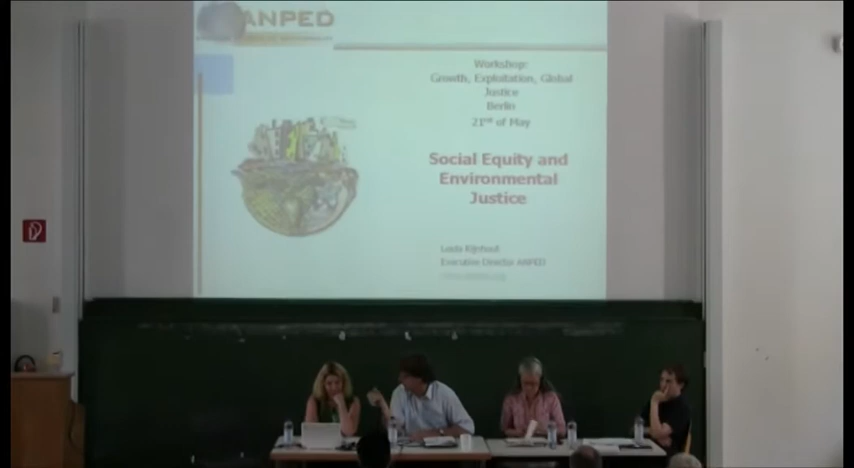 ANPED
Workshop:
Growth, Exploitation, Global
Justice
Berlin
21st of May
Social Equity and
Environmental
Justice
Executive Director ANPED